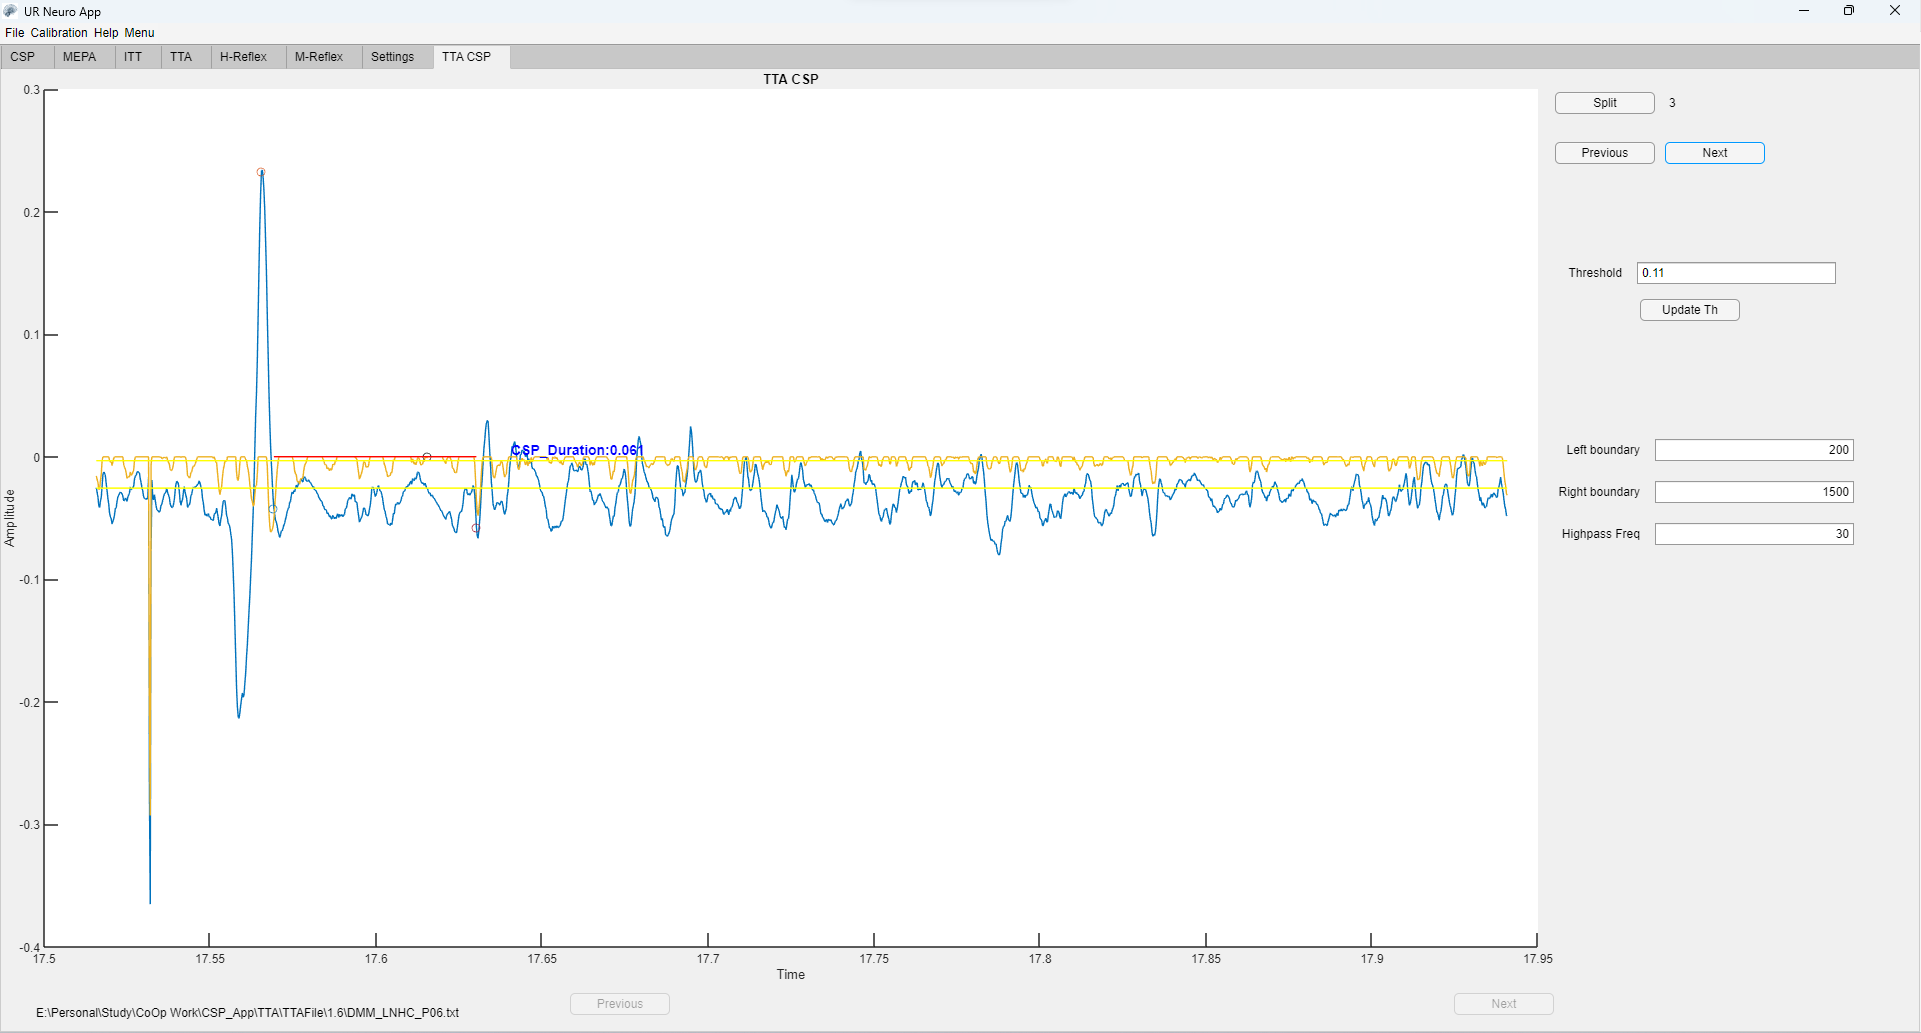 UR Neuro App
File Calibration Help Menu
CSP MEPA ITT TTA H-Reflex M-Reflex Settings TTA CSP
TTA CSP
Split 3
Previous Next
Threshold 0.11
Update Th
Left boundary 200
Right boundary 1500
Highpass Freq 30
0.3
0.2
0.1
0
-0.1
-0.2
-0.3
-0.4
Amplitude
CSP_Duration:0.061
17.5 17.55 17.6 17.65 17.7 17.75 17.8 17.85 17.9 17.95
Time
Previous Next
E:\Personal\Study\CoOp Work\CSP_App\TTA\TTAFile\1.6\DMM_LNHC_P06.txt